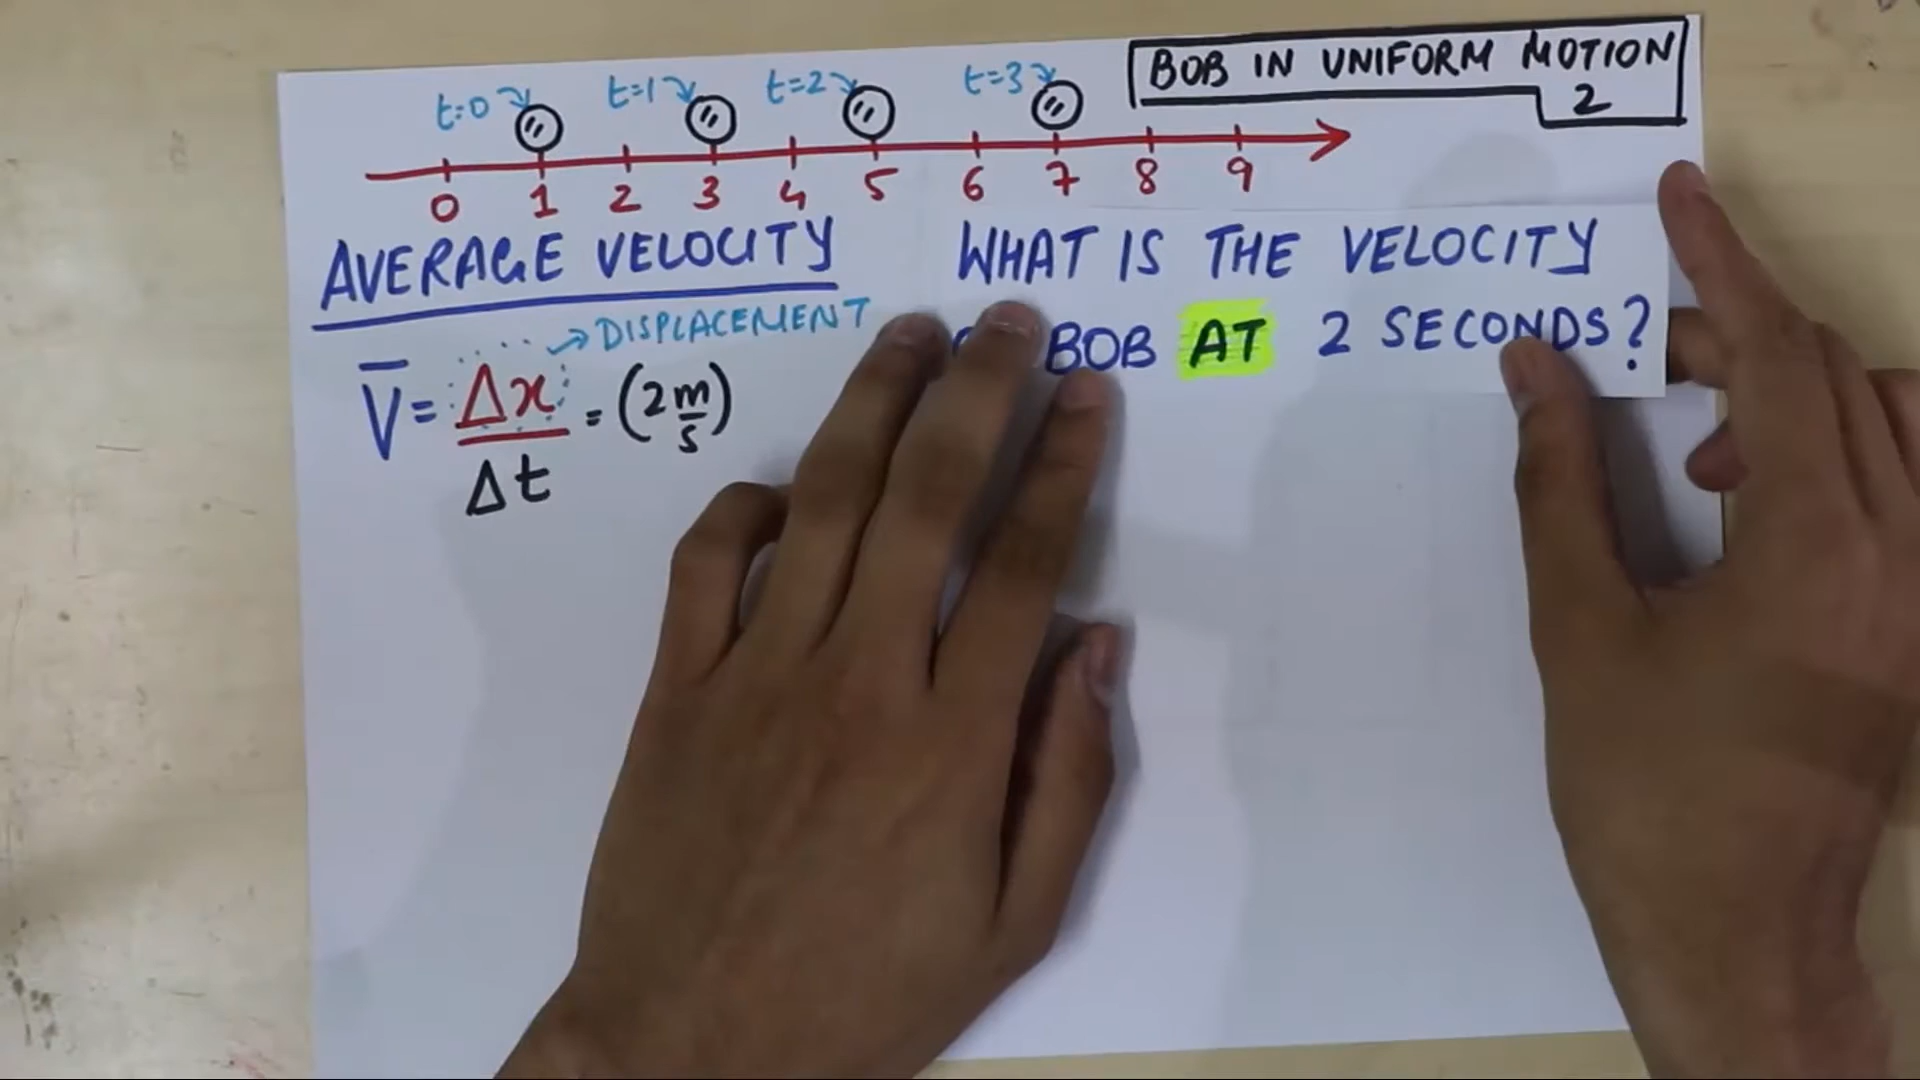 BOB IN UNIFORM MOTION
2
t=0 t=1 t=2 t=3
0 1 2 3 4 5 6 7 8 9
AVERAGE VELOCITY
DISPLACEMENT
V̅ = Δx = (2 m/s)
Δt
WHAT IS THE VELOCITY
BOB AT 2 SECONDS?